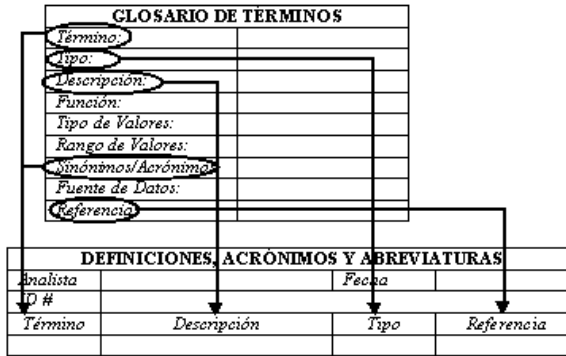 GLOSARIO DE TÉRMINOS
Término:
Tipo:
Descripción:
Función:
Tipo de Valores:
Rango de Valores:
Sinónimos/Acrónimos
Fuente de Datos:
Referencia
DEFINICIONES, ACRÓNIMOS Y ABREVIATURAS
Analista Fecha
ID #
Término Descripción Tipo Referencia